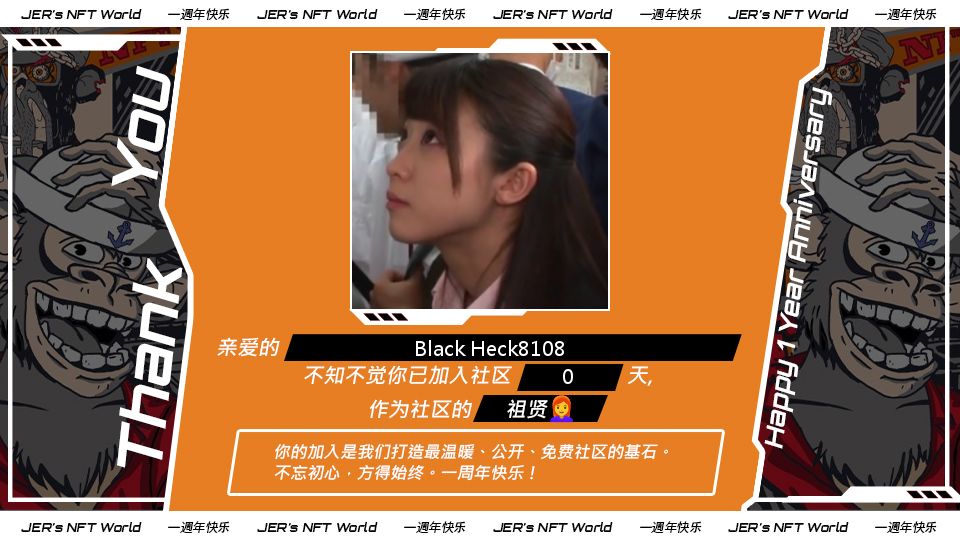 JER's NFT World 一週年快乐 JER's NFT World 一週年快乐 JER's NFT World 一週年快乐 JER's NFT World 一週年快乐
Thank You
Happy 1 Year Anniversary
亲爱的 Black Heck8108
不知不觉你已加入社区 0 天,
作为社区的 祖贤👩‍🦰
你的加入是我们打造最温暖、公开、免费社区的基石。
不忘初心，方得始终。一周年快乐！
JER's NFT World 一週年快乐 JER's NFT World 一週年快乐 JER's NFT World 一週年快乐 JER's NFT World 一週年快乐